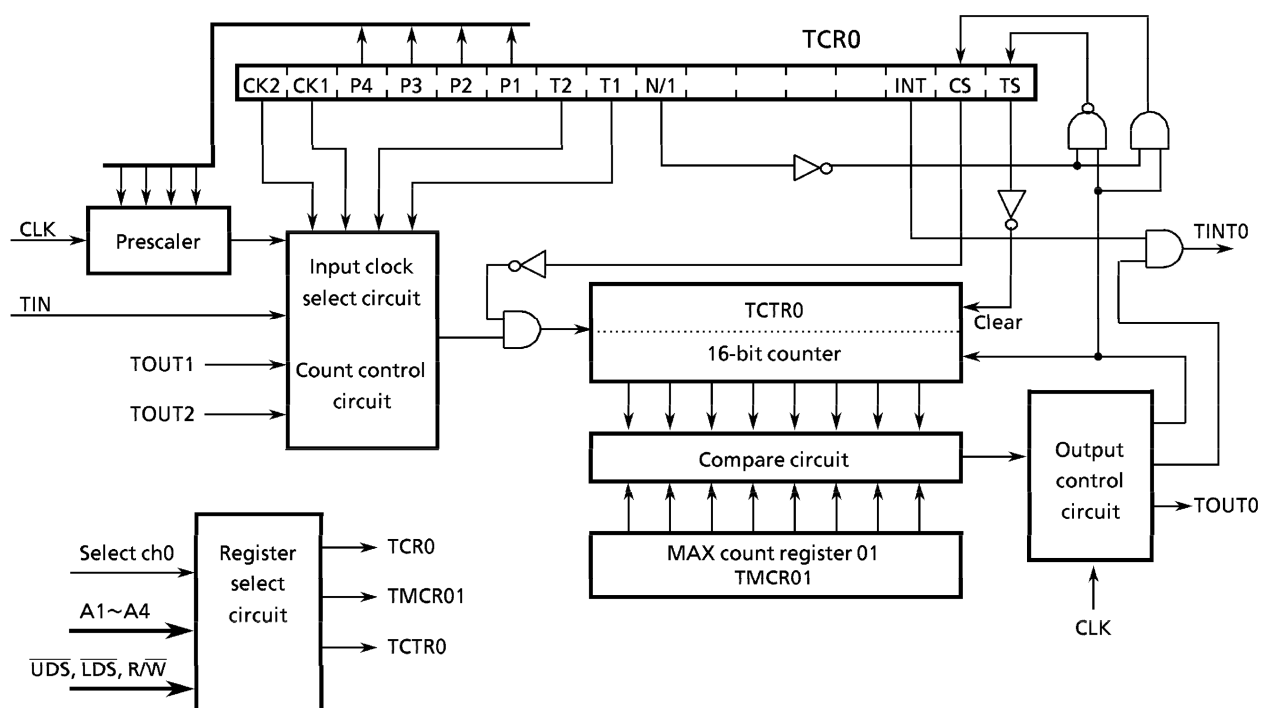 TCR0
CK2 CK1 P4 P3 P2 P1 T2 T1 N/1 INT CS TS
CLK
Prescaler
TINT0
Input clock
select circuit
Count control
circuit
TIN
TOUT1
TOUT2
TCTR0
16-bit counter
Clear
Compare circuit
MAX count register 01
TMCR01
Output
control
circuit
TOUT0
CLK
Select ch0
A1~A4
U̅D̅S̅, L̅D̅S̅, R/W̅
Register
select
circuit
TCR0
TMCR01
TCTR0